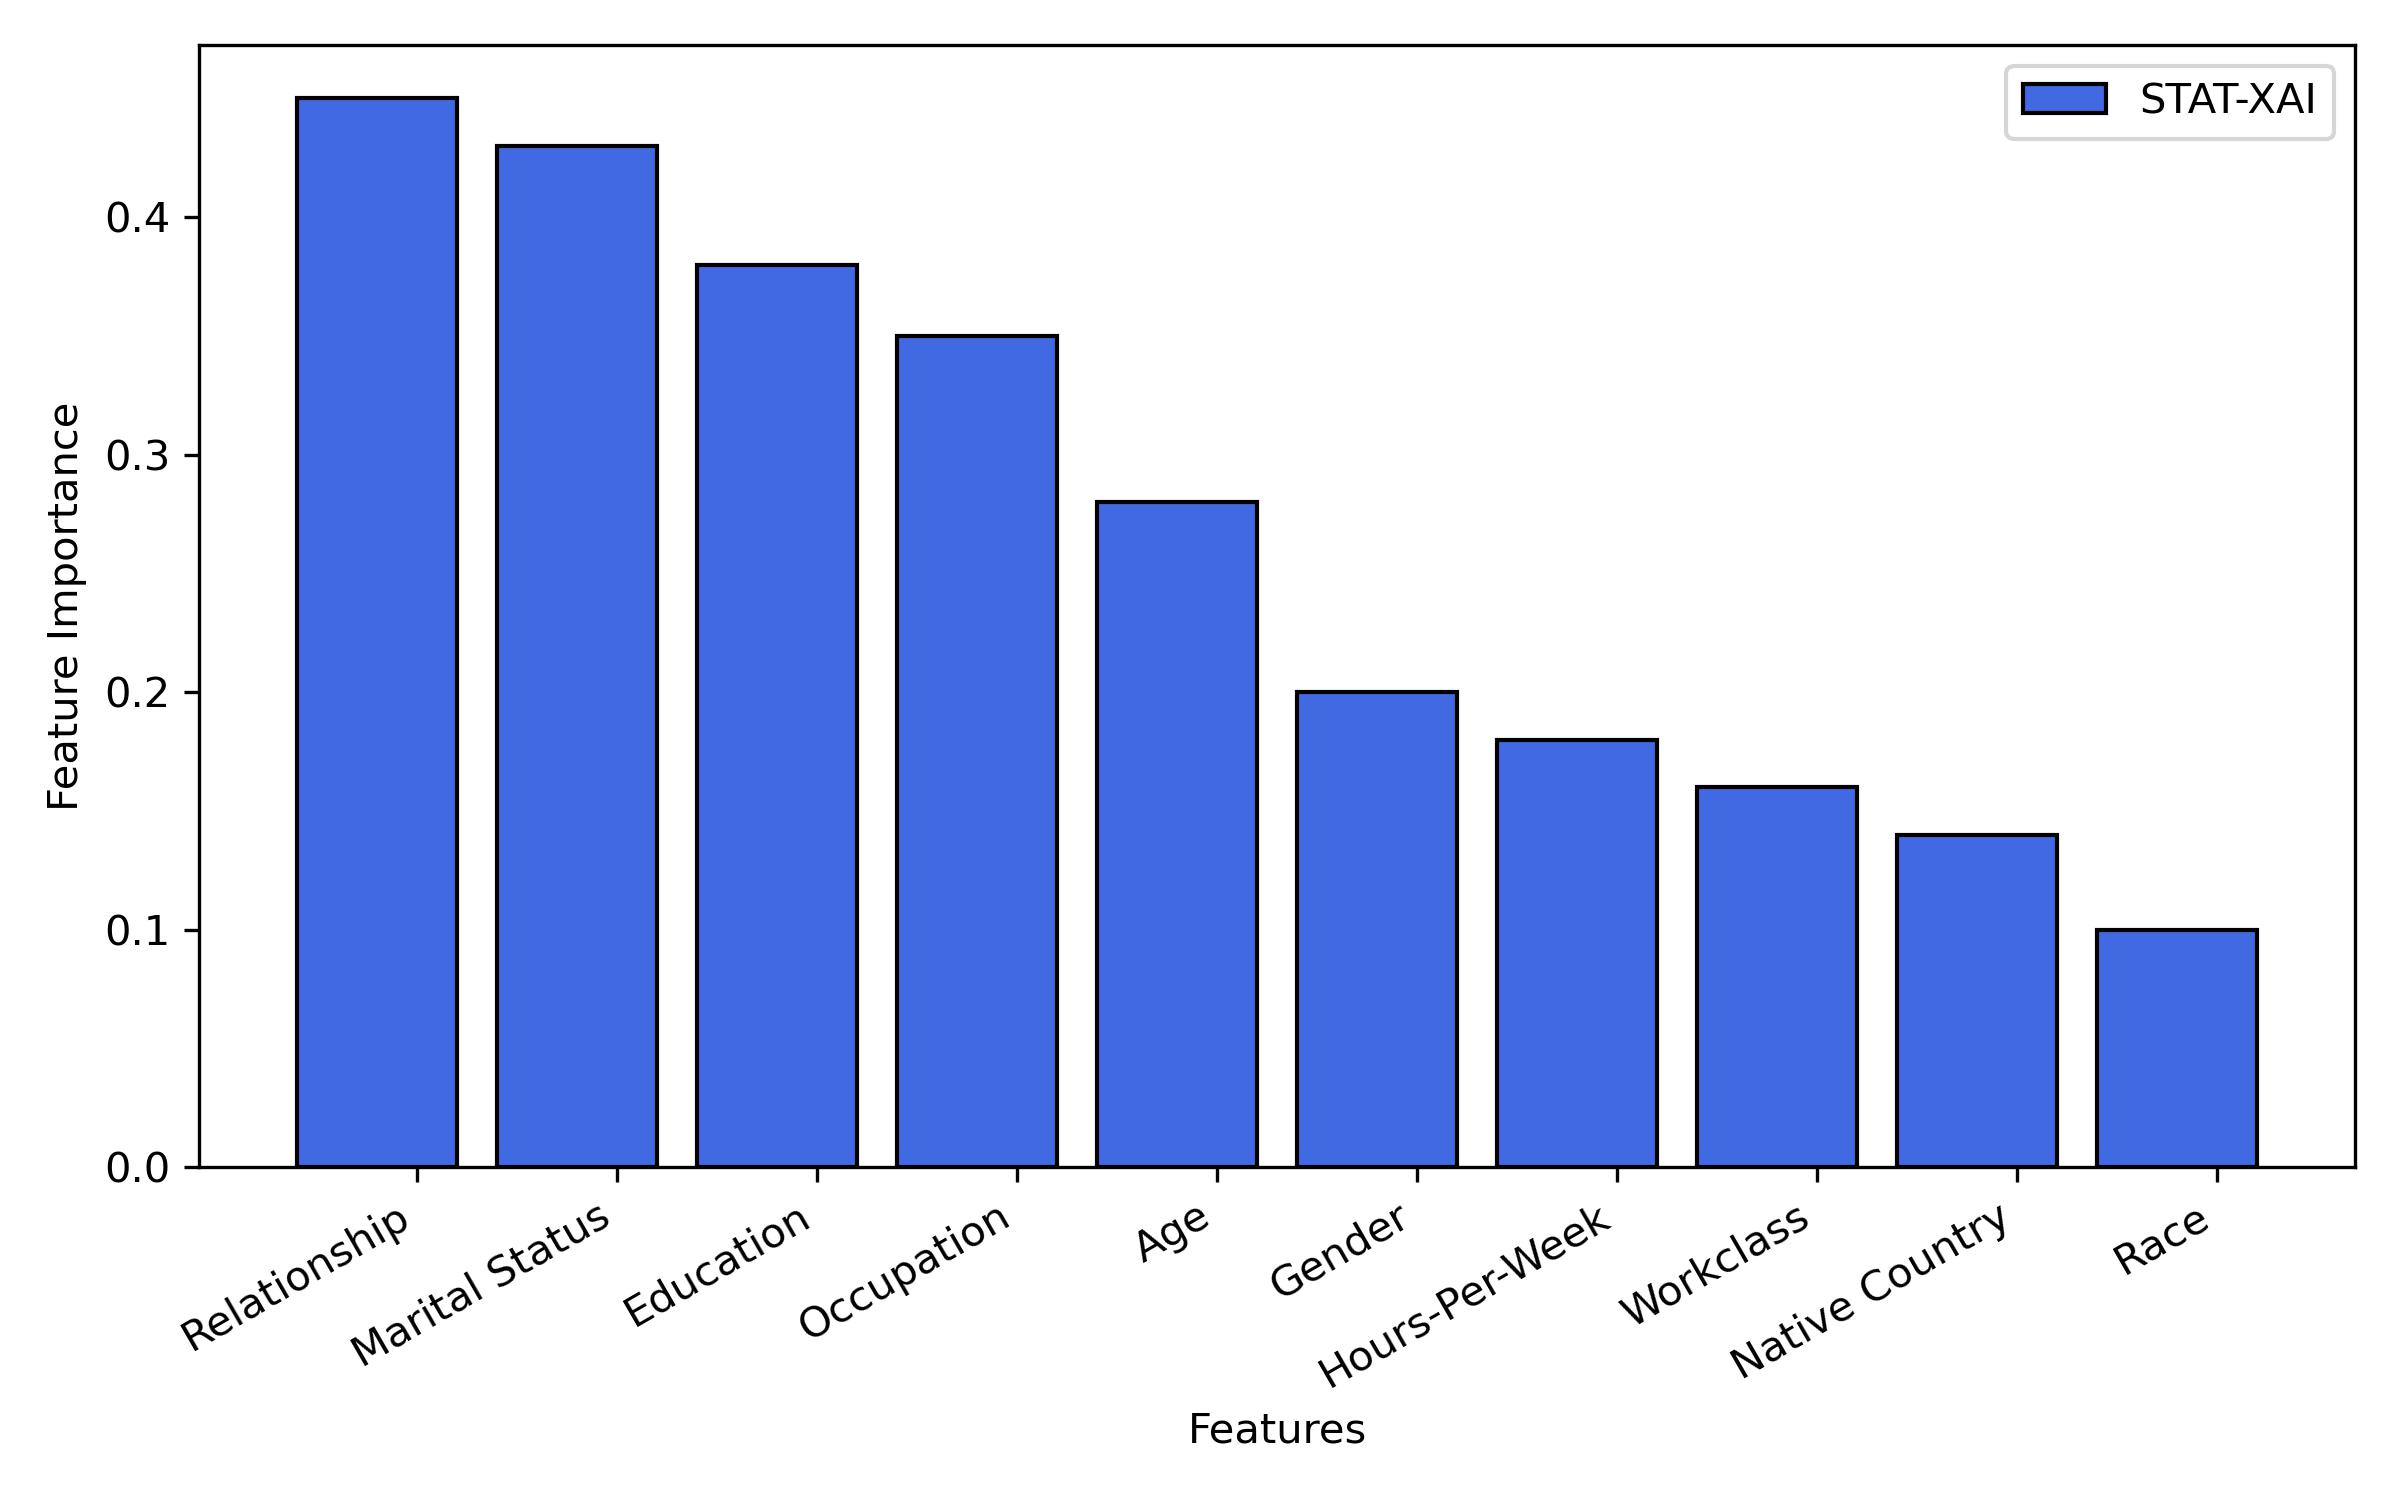 STAT-XAI
Feature Importance
0.4
0.3
0.2
0.1
0.0
Relationship
Marital Status
Education
Occupation
Age
Gender
Hours-Per-Week
Workclass
Native Country
Race
Features